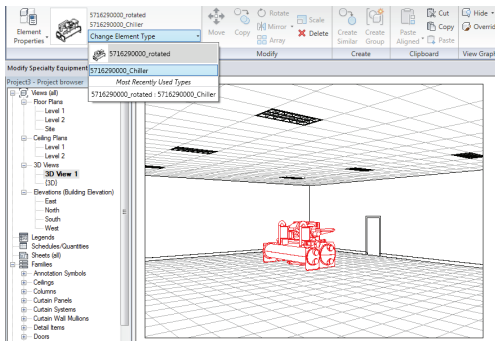 Element
Properties
5716290000_rotated
5716290000_Chiller
Change Element Type
5716290000_rotated
5716290000_Chiller
Most Recently Used Types
5716290000_rotated : 5716290000_Chiller
Move
Copy
Rotate
Mirror
Array
Scale
Delete
Modify
Create
Similar
Create
Group
Create
Paste
Aligned
Cut
Copy
Paste
Clipboard
Hide
Overrid
View Graph
Modify Specialty Equipment
Project3 - Project browser
Views (all)
Floor Plans
Level 1
Level 2
Site
Ceiling Plans
Level 1
Level 2
3D Views
3D View 1
{3D}
Elevations (Building Elevation)
East
North
South
West
Legends
Schedules/Quantities
Sheets (all)
Families
Annotation Symbols
Ceilings
Columns
Curtain Panels
Curtain Systems
Curtain Wall Mullions
Detail Items
Doors